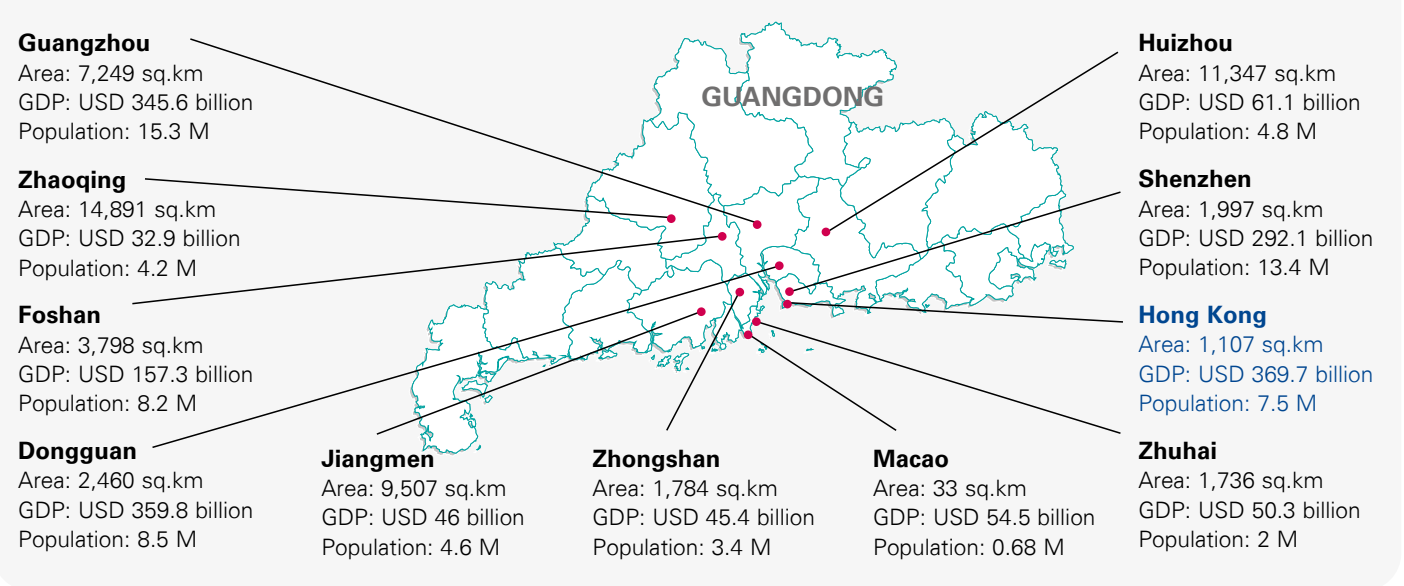 Guangzhou
Area: 7,249 sq.km
GDP: USD 345.6 billion
Population: 15.3 M
Zhaoqing
Area: 14,891 sq.km
GDP: USD 32.9 billion
Population: 4.2 M
Foshan
Area: 3,798 sq.km
GDP: USD 157.3 billion
Population: 8.2 M
Dongguan
Area: 2,460 sq.km
GDP: USD 359.8 billion
Population: 8.5 M
GUANGDONG
Jiangmen
Area: 9,507 sq.km
GDP: USD 46 billion
Population: 4.6 M
Zhongshan
Area: 1,784 sq.km
GDP: USD 45.4 billion
Population: 3.4 M
Macao
Area: 33 sq.km
GDP: USD 54.5 billion
Population: 0.68 M
Huizhou
Area: 11,347 sq.km
GDP: USD 61.1 billion
Population: 4.8 M
Shenzhen
Area: 1,997 sq.km
GDP: USD 292.1 billion
Population: 13.4 M
Hong Kong
Area: 1,107 sq.km
GDP: USD 369.7 billion
Population: 7.5 M
Zhuhai
Area: 1,736 sq.km
GDP: USD 50.3 billion
Population: 2 M